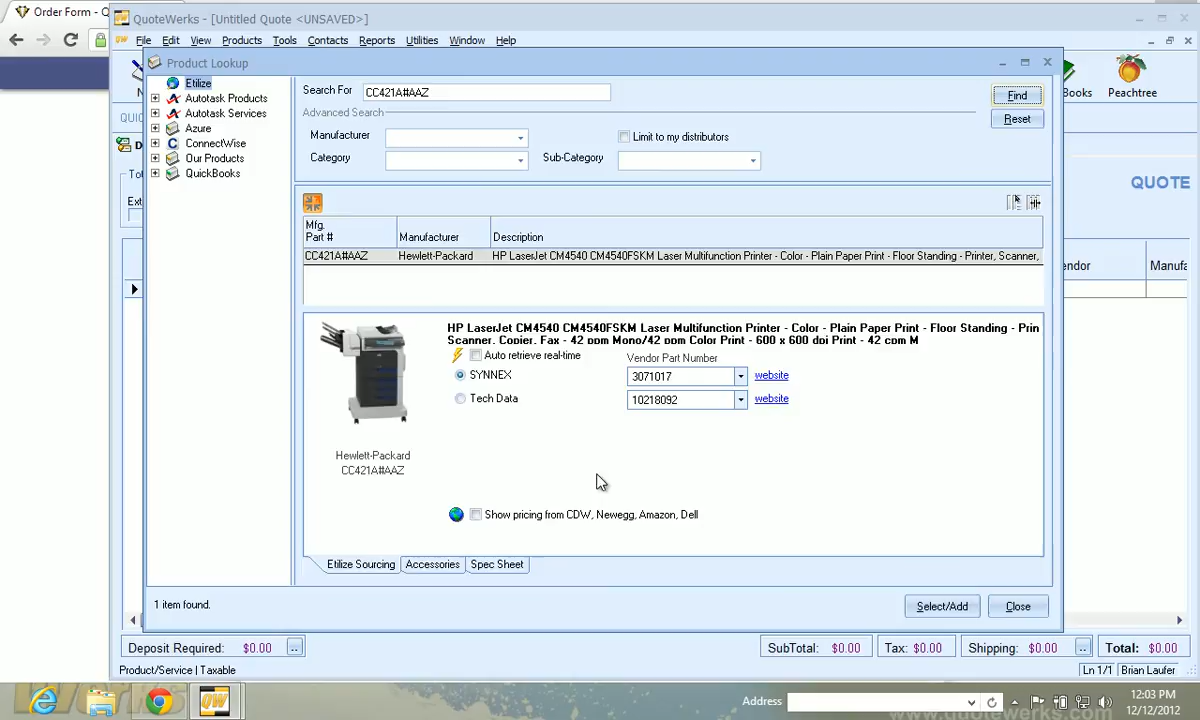 Order Form - Q
QuoteWerks - [Untitled Quote <UNSAVED>]
File Edit View Products Tools Contacts Reports Utilities Window Help
Product Lookup
N
Books
Peachtree
Etilize
Autotask Products
Autotask Services
Azure
ConnectWise
Our Products
QuickBooks
Search For CC421A#AAZ
Find
Advanced Search
Reset
Manufacturer
Limit to my distributors
Category
Sub-Category
QUIC
D
Tot
Ext
QUOTE
Mfg.
Part #
Manufacturer
Description
CC421A#AAZ Hewlett-Packard HP LaserJet CM4540 CM4540FSKM Laser Multifunction Printer - Color - Plain Paper Print - Floor Standing - Printer, Scanner,
endor
Manufa
HP LaserJet CM4540 CM4540FSKM Laser Multifunction Printer - Color - Plain Paper Print - Floor Standing - Prin
Scanner, Copier, Fax - 42 ppm Mono/42 ppm Color Print - 600 x 600 dpi Print - 42 cpm M
Auto retrieve real-time
Vendor Part Number
SYNNEX 3071017 website
Tech Data 10218092 website
Hewlett-Packard
CC421A#AAZ
Show pricing from CDW, Newegg, Amazon, Dell
Etilize Sourcing Accessories Spec Sheet
1 item found.
Select/Add Close
Deposit Required: $0.00 ..
SubTotal: $0.00 Tax: $0.00 Shipping: $0.00 .. Total: $0.00
Product/Service | Taxable
Ln 1/1 Brian Laufer
QW
Address
12:03 PM
12/12/2012
www.quotewerks.com